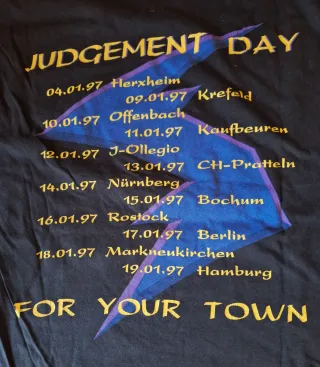 JUDGEMENT DAY
04.01.97 Herxheim
09.01.97 Krefeld
10.01.97 Offenbach
11.01.97 Kaufbeuren
12.01.97 J-Ollegio
13.01.97 CH-Pratteln
14.01.97 Nürnberg
15.01.97 Bochum
16.01.97 Rostock
17.01.97 Berlin
18.01.97 Markneukirchen
19.01.97 Hamburg
FOR YOUR TOWN